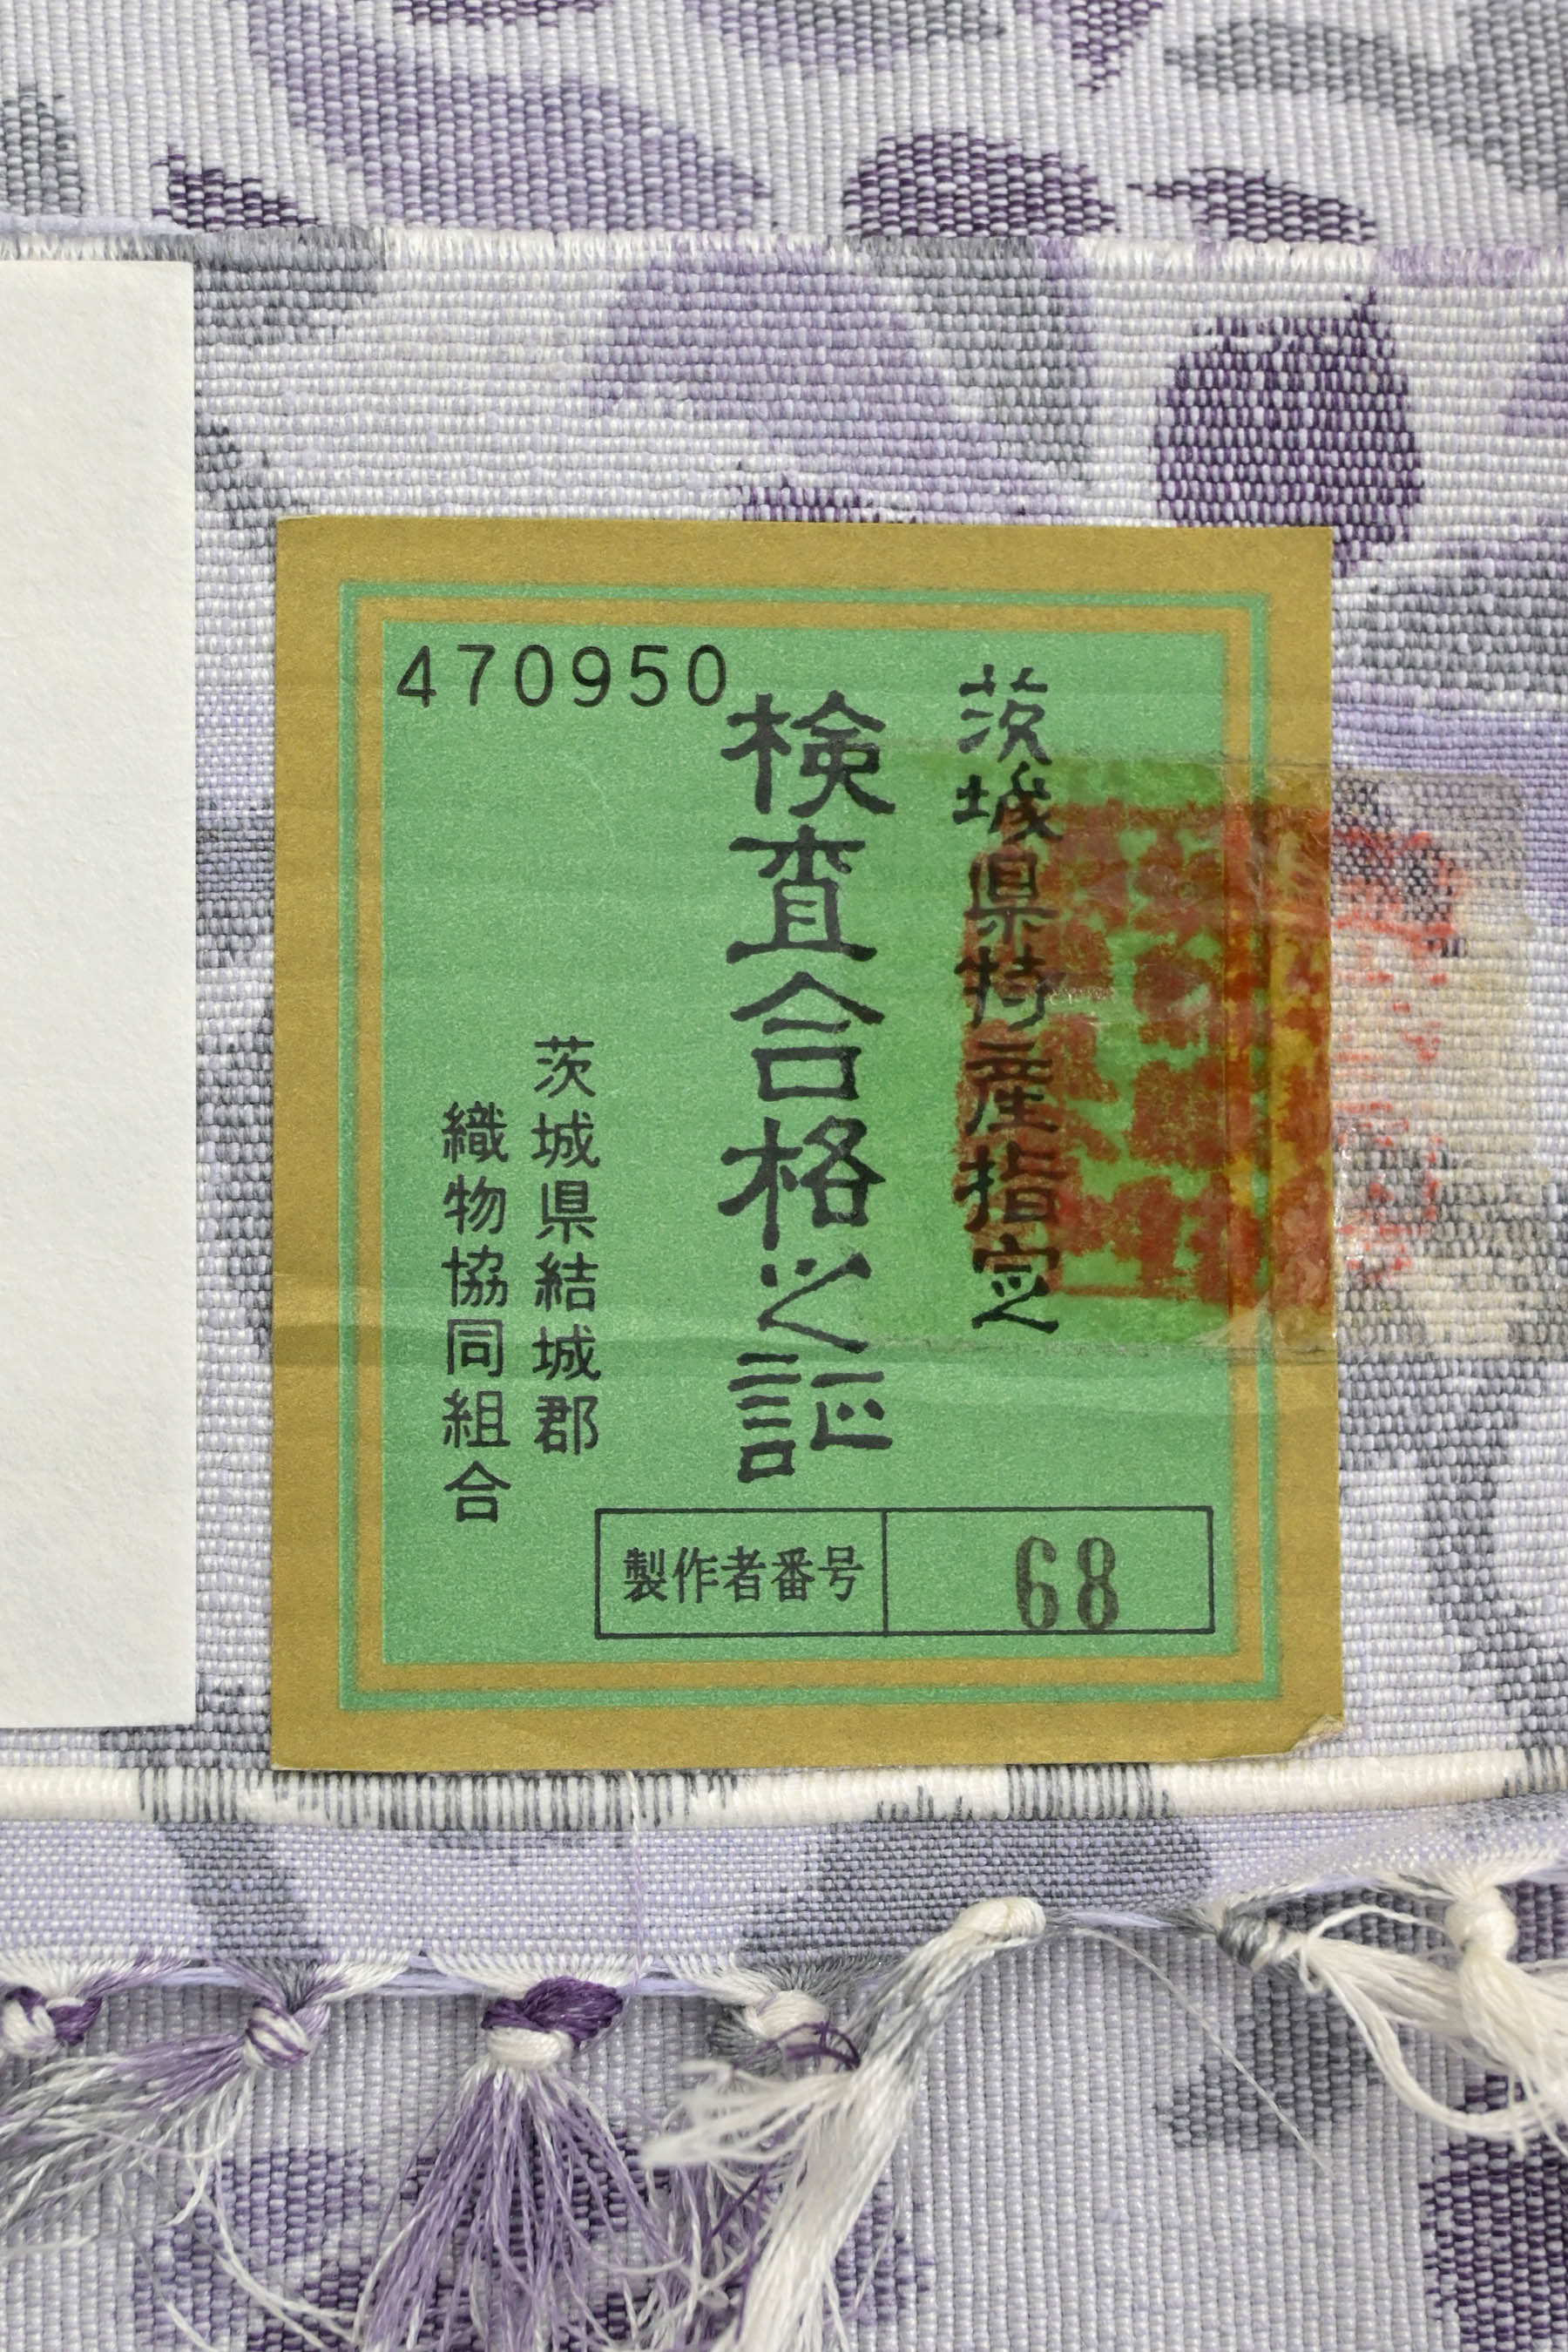 470950
茨城県特産指定之
検査合格之証
茨城県結城郡
織物協同組合
製作者番号
68